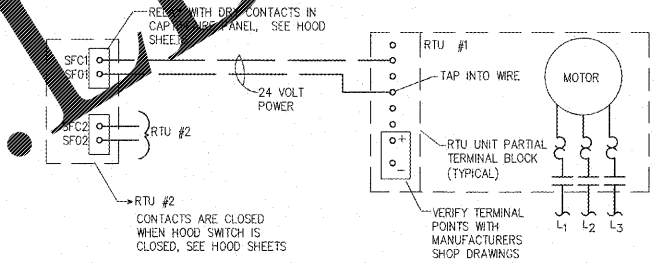 RELAY WITH DRY CONTACTS IN
PANEL, SEE HOOD
SHEETS
RTU #1
SFC1
SFO1
TAP INTO WIRE
MOTOR
24 VOLT
POWER
SFC2
SFO2
RTU #2
+
-
RTU UNIT PARTIAL
TERMINAL BLOCK
(TYPICAL)
RTU #2
CONTACTS ARE CLOSED
WHEN HOOD SWITCH IS
CLOSED, SEE HOOD SHEETS
VERIFY TERMINAL
POINTS WITH
MANUFACTURERS
SHOP DRAWINGS
L1 L2 L3